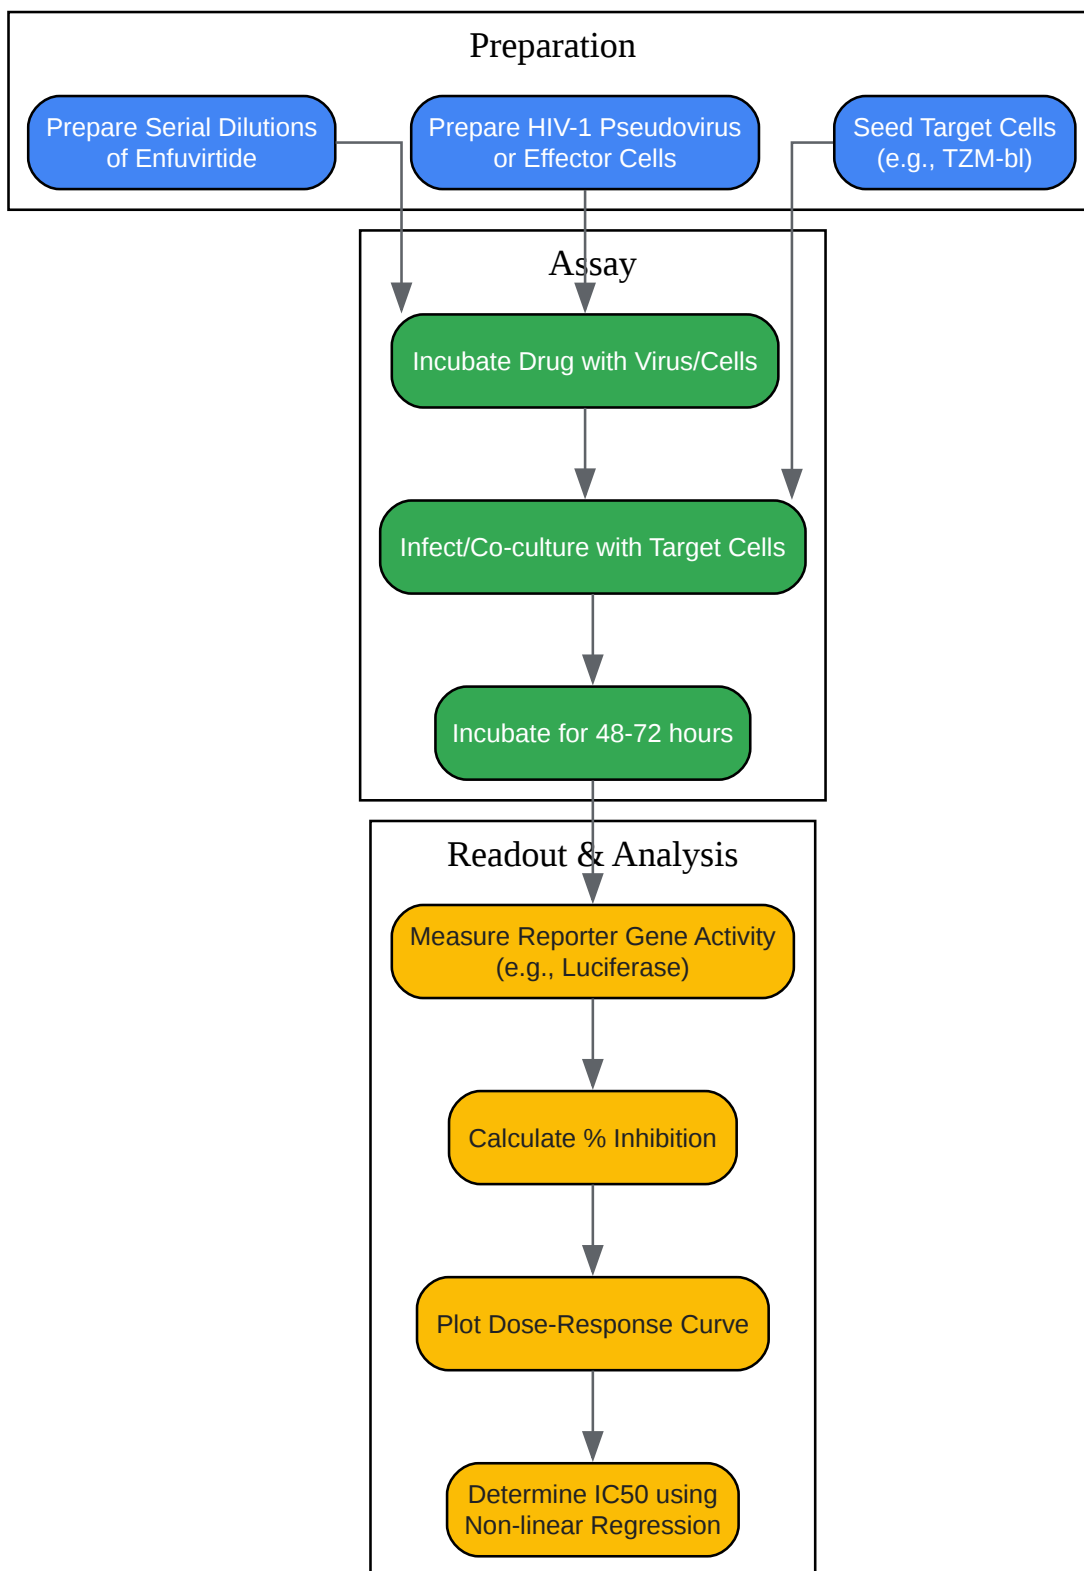 Preparation
Prepare Serial Dilutions
of Enfuvirtide
Prepare HIV-1 Pseudovirus
or Effector Cells
Seed Target Cells
(e.g., TZM-bl)
Assay
Incubate Drug with Virus/Cells
Infect/Co-culture with Target Cells
Incubate for 48-72 hours
Readout & Analysis
Measure Reporter Gene Activity
(e.g., Luciferase)
Calculate % Inhibition
Plot Dose-Response Curve
Determine IC50 using
Non-linear Regression